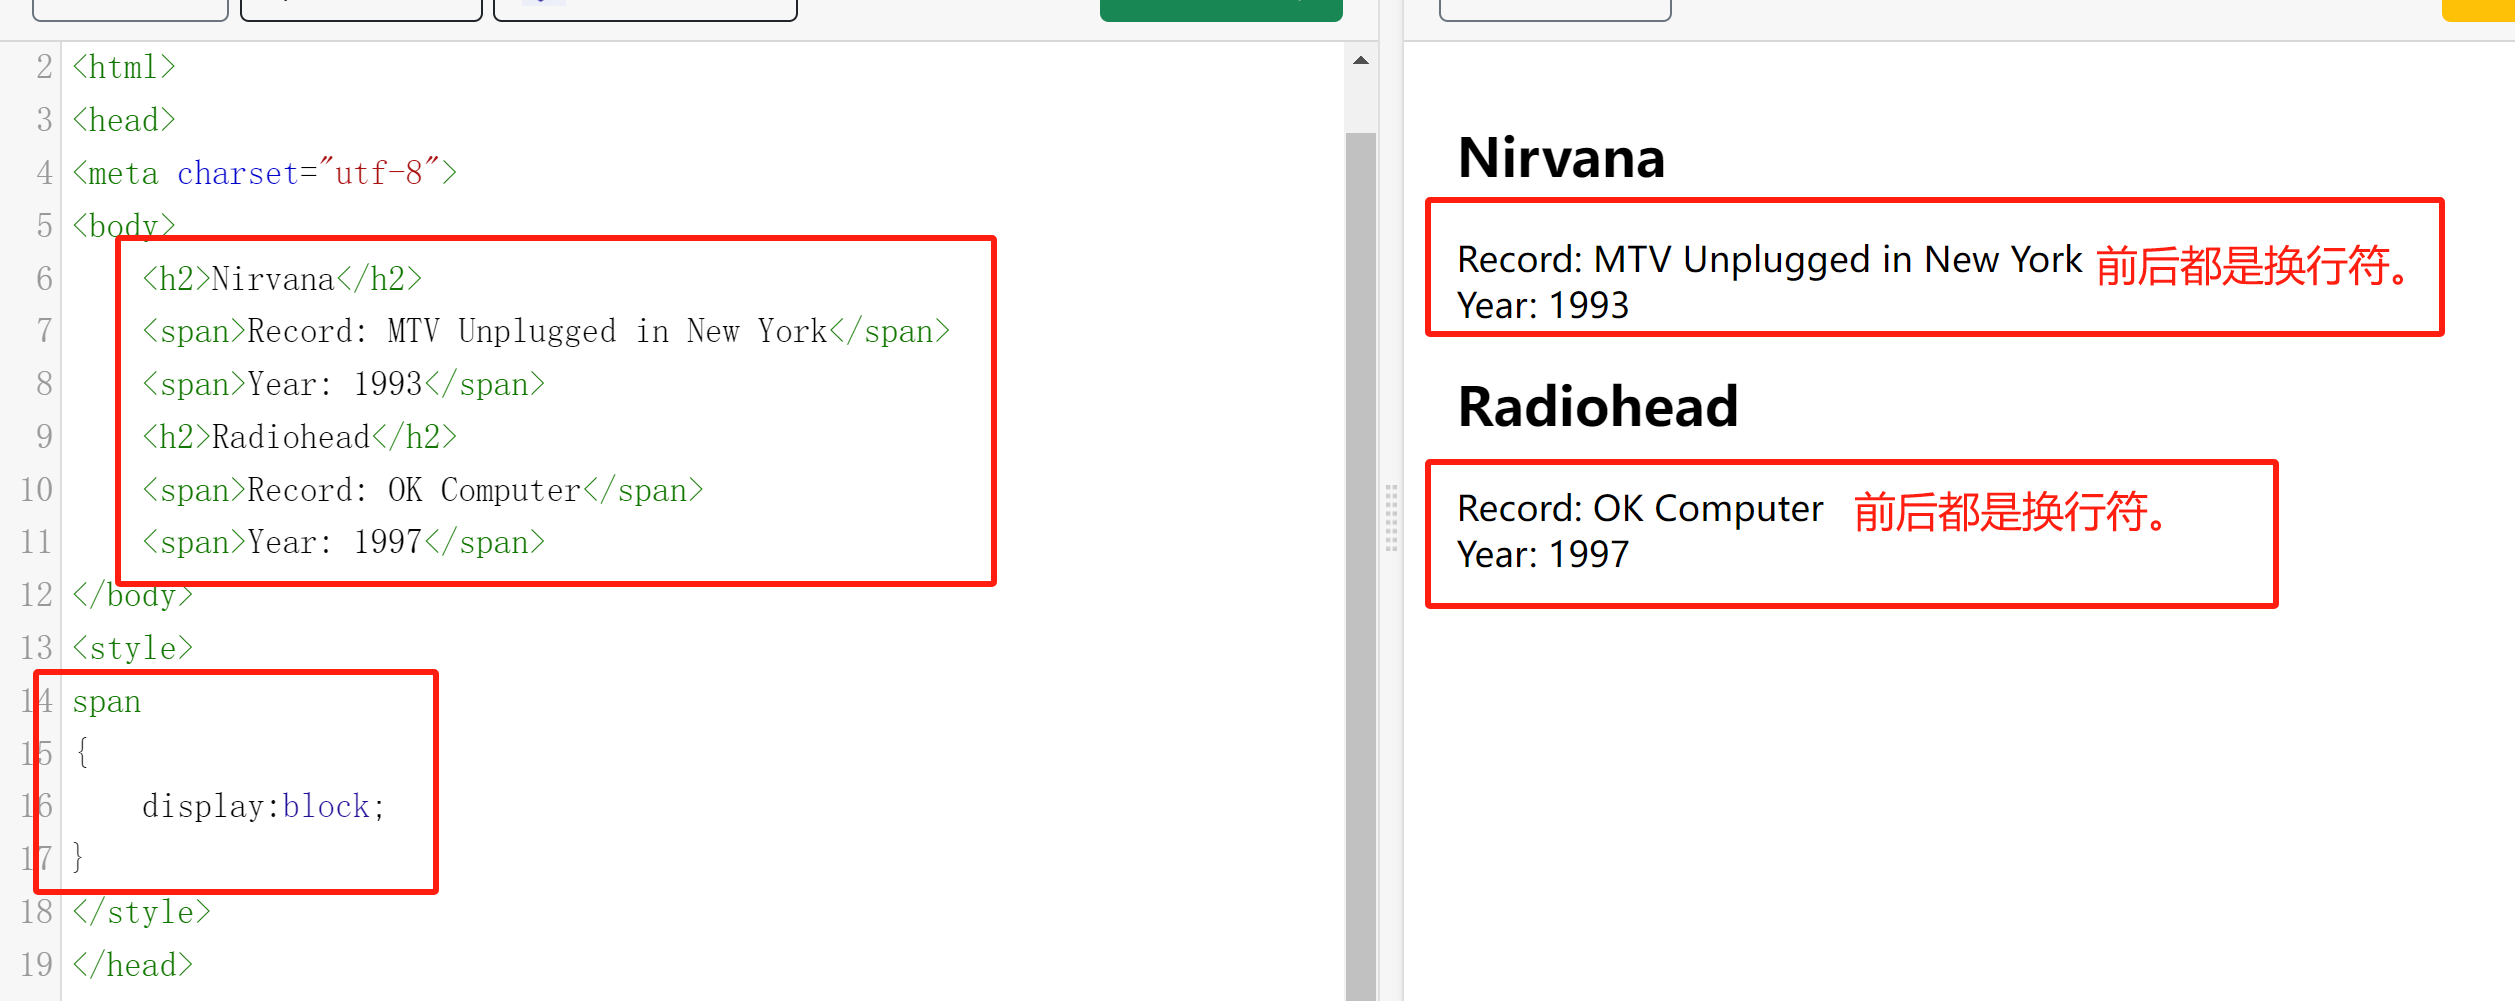 2 <html>
3 <head>
4 <meta charset="utf-8">
5 <body>
6 <h2>Nirvana</h2>
7 <span>Record: MTV Unplugged in New York</span>
8 <span>Year: 1993</span>
9 <h2>Radiohead</h2>
10 <span>Record: OK Computer</span>
11 <span>Year: 1997</span>
12 </body>
13 <style>
14 span
15 {
16 display:block;
17 }
18 </style>
19 </head>
Nirvana
Record: MTV Unplugged in New York 前后都是换行符。
Year: 1993
Radiohead
Record: OK Computer 前后都是换行符。
Year: 1997